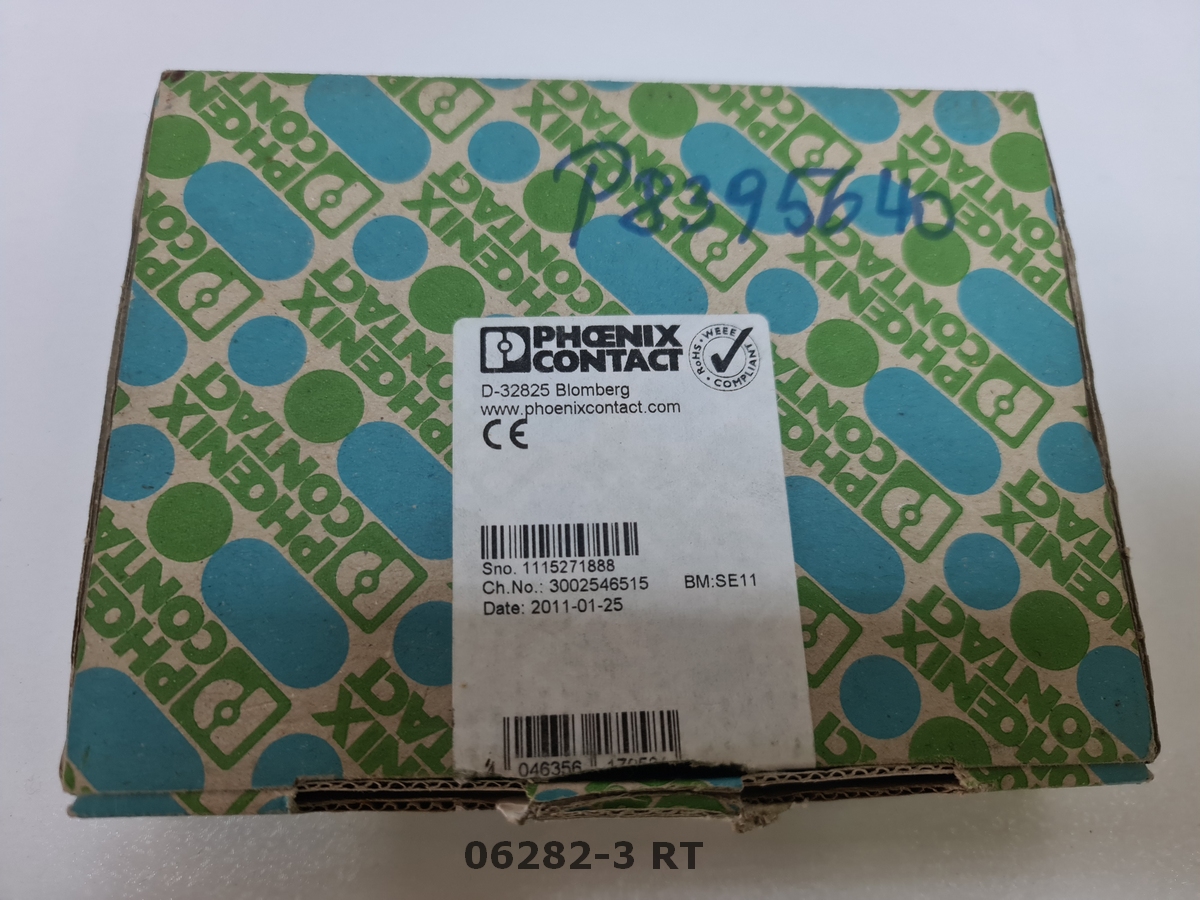 P8395640
PHŒNIX
CONTACT
WEEE
RoHS
COMPLIANT
D-32825 Blomberg
www.phoenixcontact.com
CE
Sno. 1115271888
Ch.No.: 3002546515 BM:SE11
Date: 2011-01-25
4 046356
06282-3 RT